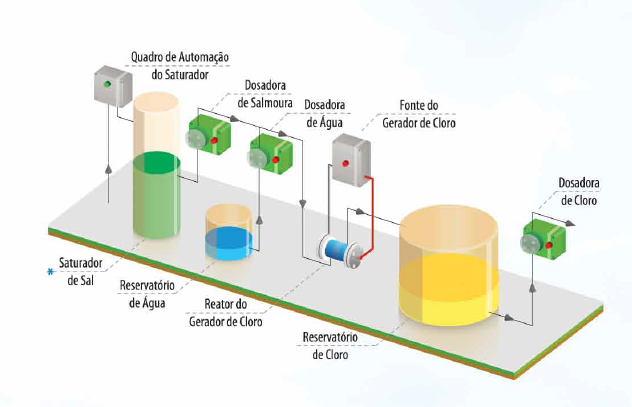 Quadro de Automação
do Saturador
Dosadora
de Salmoura
Dosadora
de Água
Fonte do
Gerador de Cloro
Dosadora
de Cloro
* Saturador
de Sal
Reservatório
de Água
Reator do
Gerador de Cloro
Reservatório
de Cloro